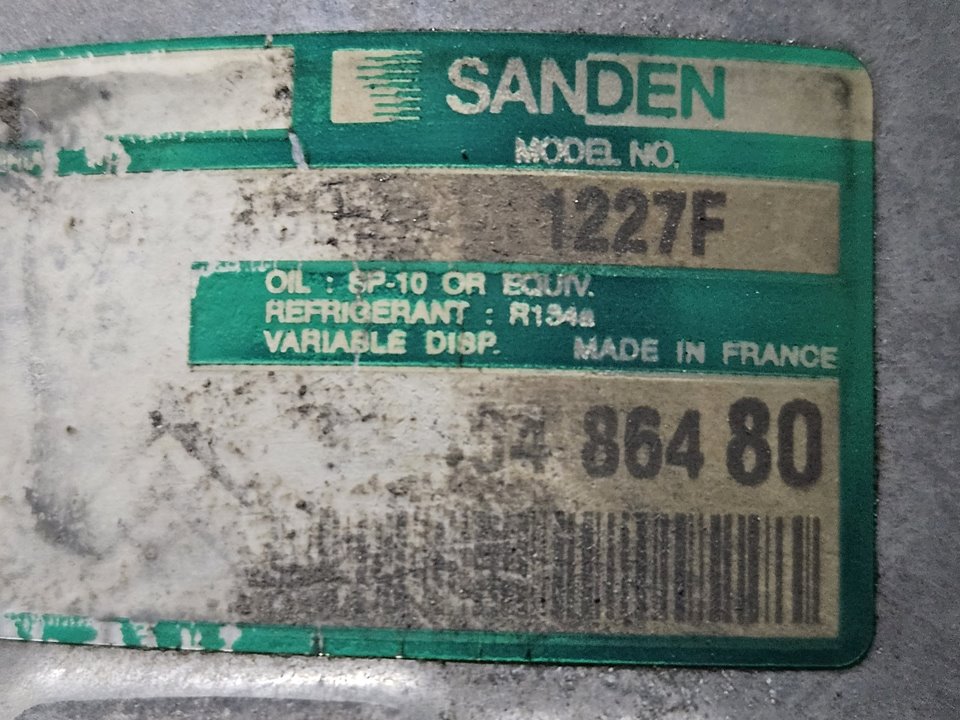 SANDEN
MODEL NO.
1227F
OIL : SP-10 OR EQUIV.
REFRIGERANT : R134a
VARIABLE DISP. MADE IN FRANCE
864 80